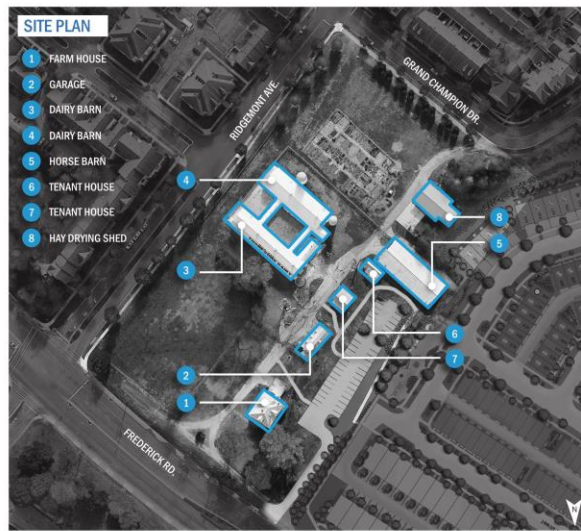 SITE PLAN
1 FARM HOUSE
2 GARAGE
3 DAIRY BARN
4 DAIRY BARN
5 HORSE BARN
6 TENANT HOUSE
7 TENANT HOUSE
8 HAY DRYING SHED
RIDGEMONT AVE.
GRAND CHAMPION DR.
4
8
3
5
6
7
2
1
FREDERICK RD.
N